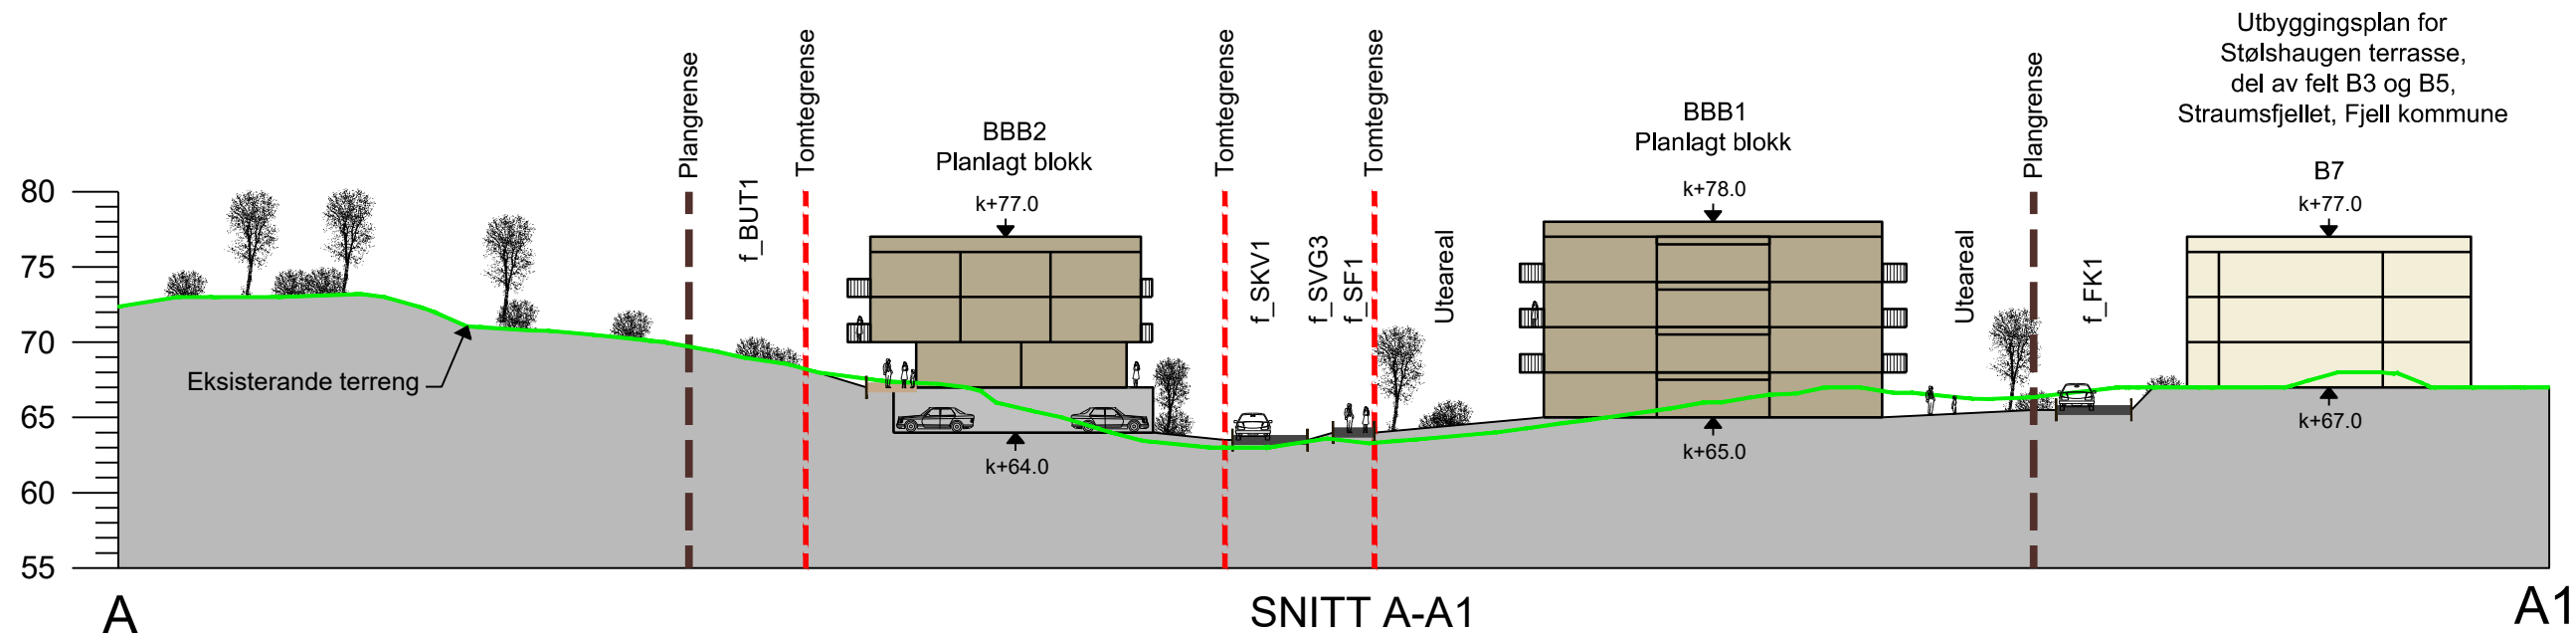 Utbyggingsplan for
Stølshaugen terrasse,
del av felt B3 og B5,
Straumsfjellet, Fjell kommune
Plangrense
f_BUT1
Tomtegrense
BBB2
Planlagt blokk
k+77.0
k+64.0
Tomtegrense
f_SKV1
f_SVG3
f_SF1
Tomtegrense
Uteareal
BBB1
Planlagt blokk
k+78.0
k+65.0
Uteareal
Plangrense
f_FK1
B7
k+77.0
k+67.0
80
75
70
65
60
55
Eksisterande terreng
A
SNITT A-A1
A1